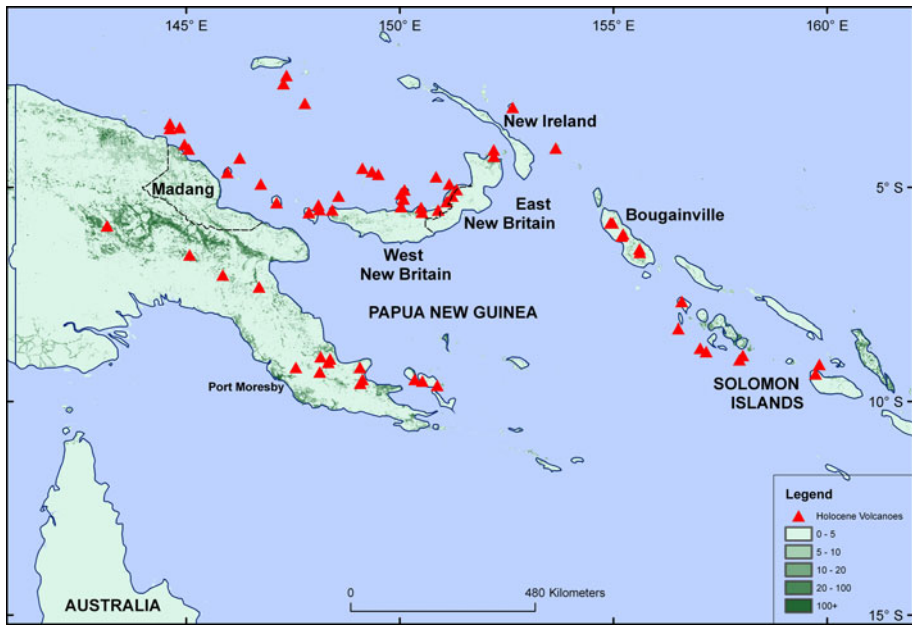 145° E
150° E
155° E
160° E
New Ireland
Madang
5° S
East
New Britain
Bougainville
West
New Britain
PAPUA NEW GUINEA
Port Moresby
SOLOMON
ISLANDS
10° S
Legend
Holocene Volcanoes
0 - 5
5 - 10
10 - 20
20 - 100
100+
0
480 Kilometers
AUSTRALIA
15° S